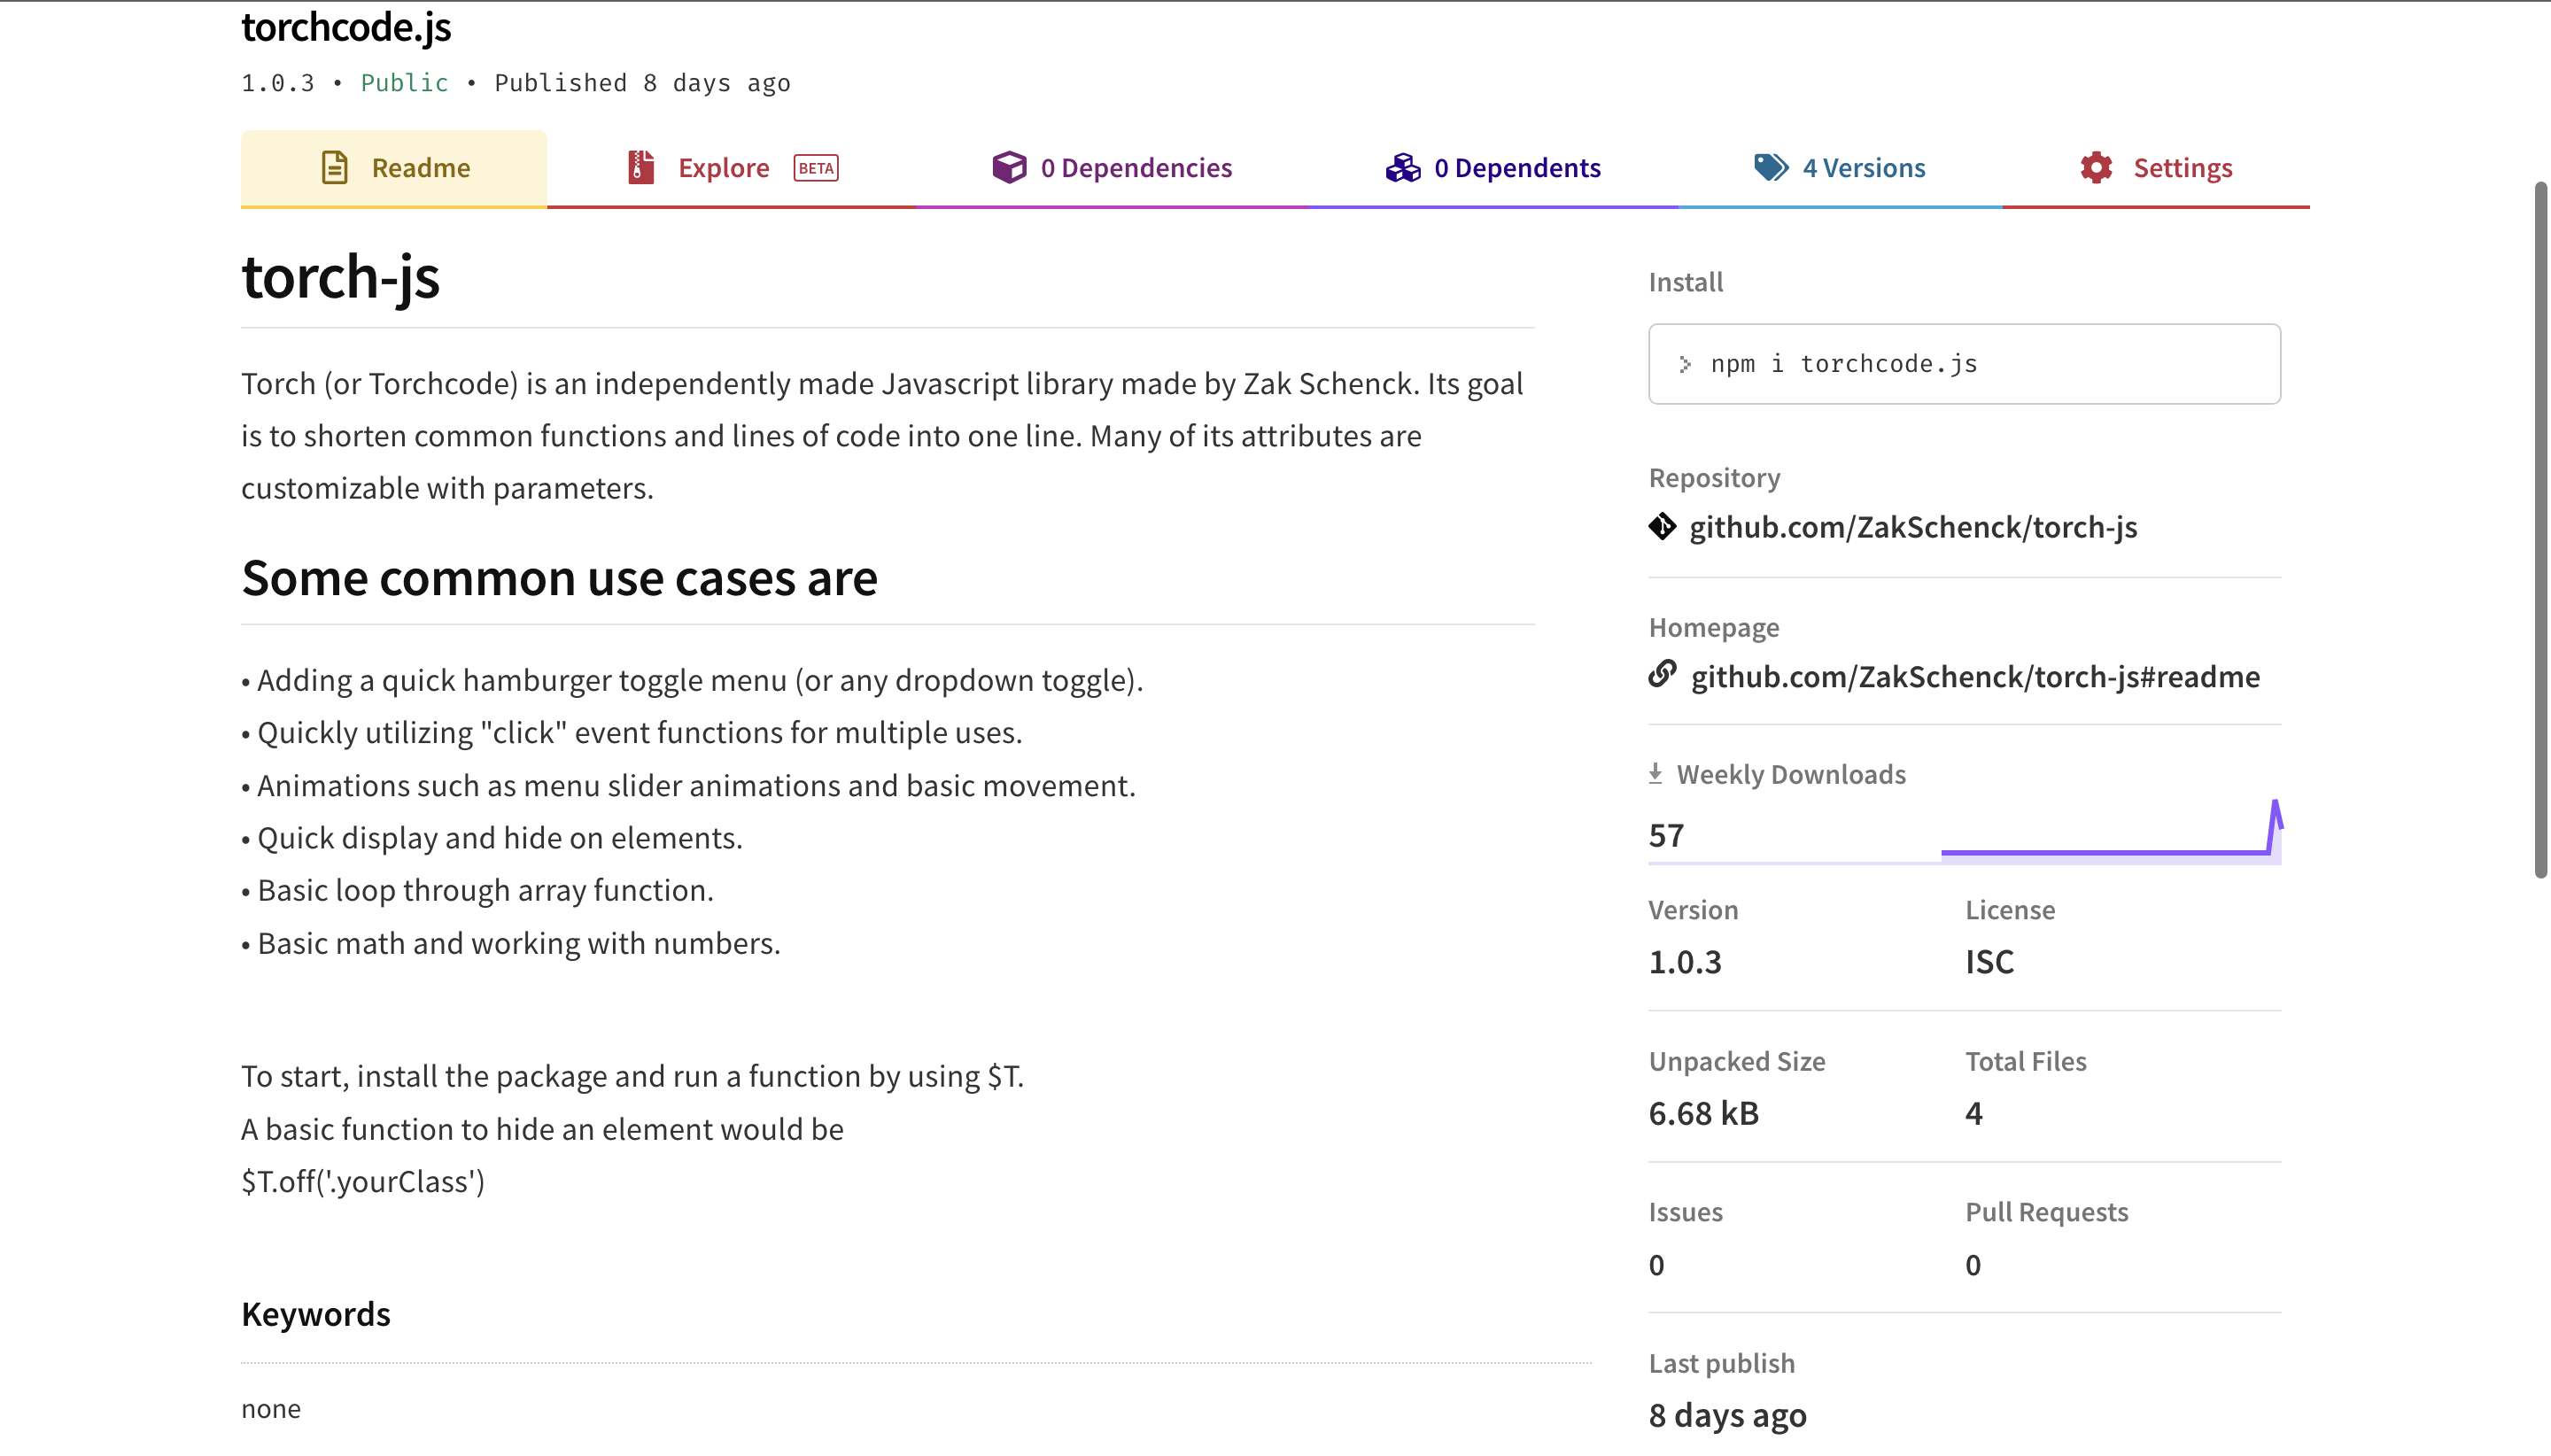 torchcode.js
1.0.3 • Public • Published 8 days ago
Readme
Explore BETA
0 Dependencies
0 Dependents
4 Versions
Settings
torch-js
Torch (or Torchcode) is an independently made Javascript library made by Zak Schenck. Its goal
is to shorten common functions and lines of code into one line. Many of its attributes are
customizable with parameters.
Some common use cases are
• Adding a quick hamburger toggle menu (or any dropdown toggle).
• Quickly utilizing "click" event functions for multiple uses.
• Animations such as menu slider animations and basic movement.
• Quick display and hide on elements.
• Basic loop through array function.
• Basic math and working with numbers.
To start, install the package and run a function by using $T.
A basic function to hide an element would be
$T.off('.yourClass')
Keywords
none
Install
> npm i torchcode.js
Repository
github.com/ZakSchenck/torch-js
Homepage
github.com/ZakSchenck/torch-js#readme
Weekly Downloads
57
Version
1.0.3
License
ISC
Unpacked Size
6.68 kB
Total Files
4
Issues
0
Pull Requests
0
Last publish
8 days ago